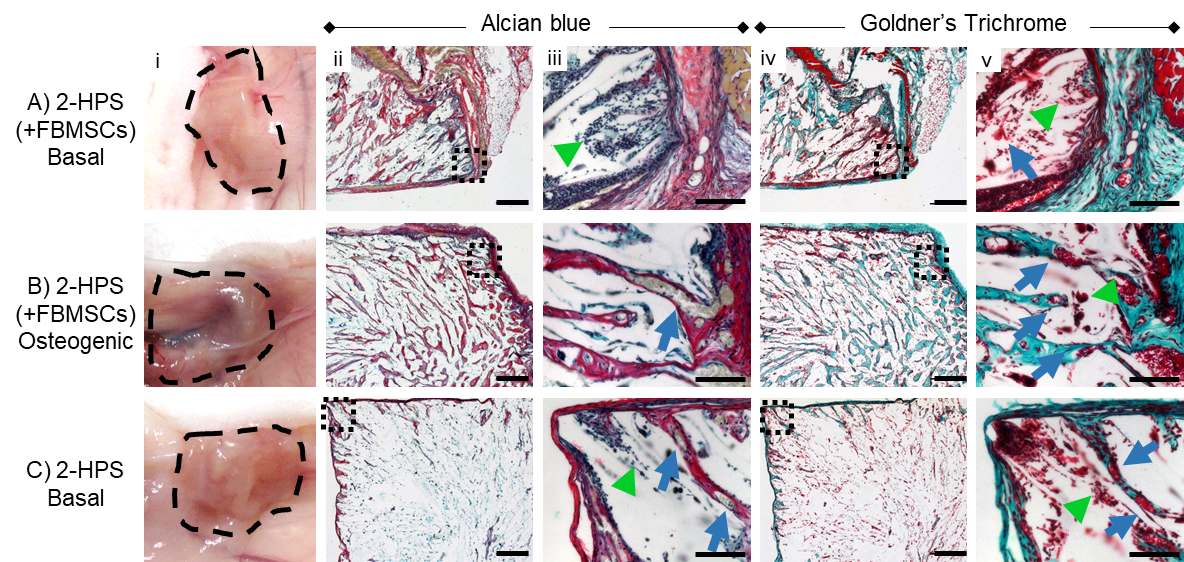 Alcian blue
Goldner’s Trichrome
i
ii
iii
iv
v
A) 2-HPS
(+FBMSCs)
Basal
B) 2-HPS
(+FBMSCs)
Osteogenic
C) 2-HPS
Basal